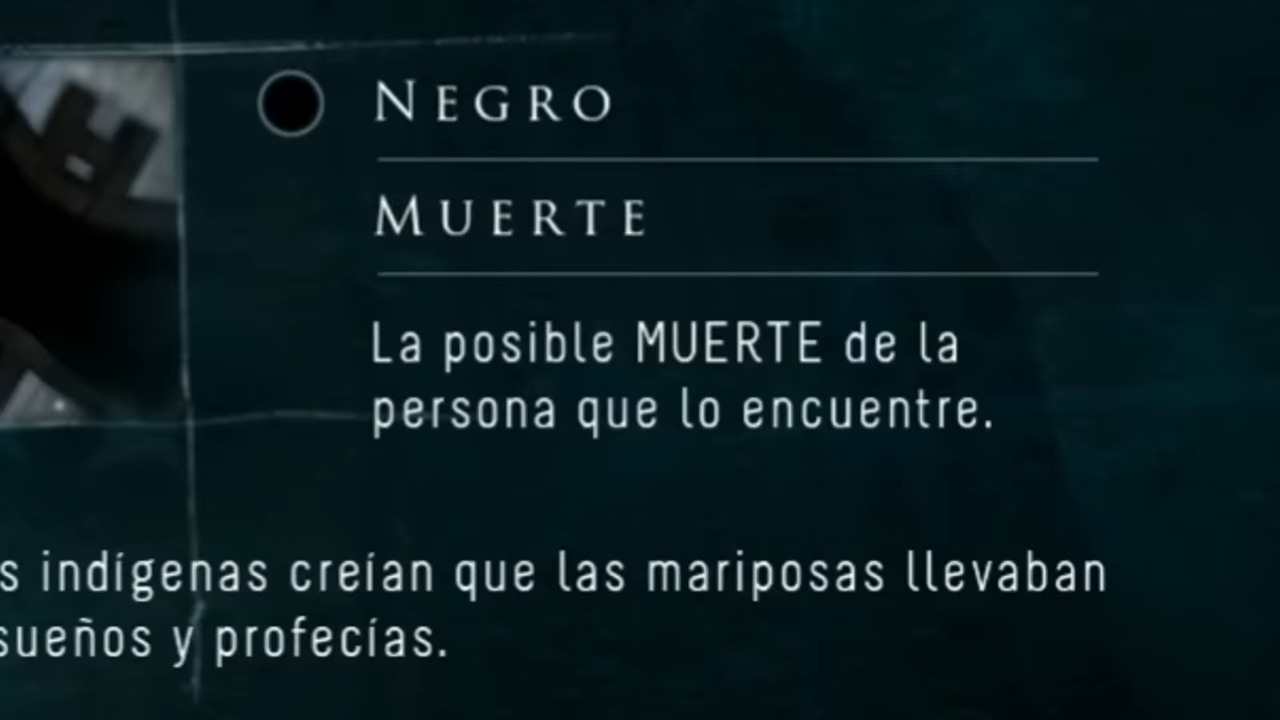 Negro
Muerte
La posible MUERTE de la
persona que lo encuentre.
indígenas creían que las mariposas llevaban
sueños y profecías.